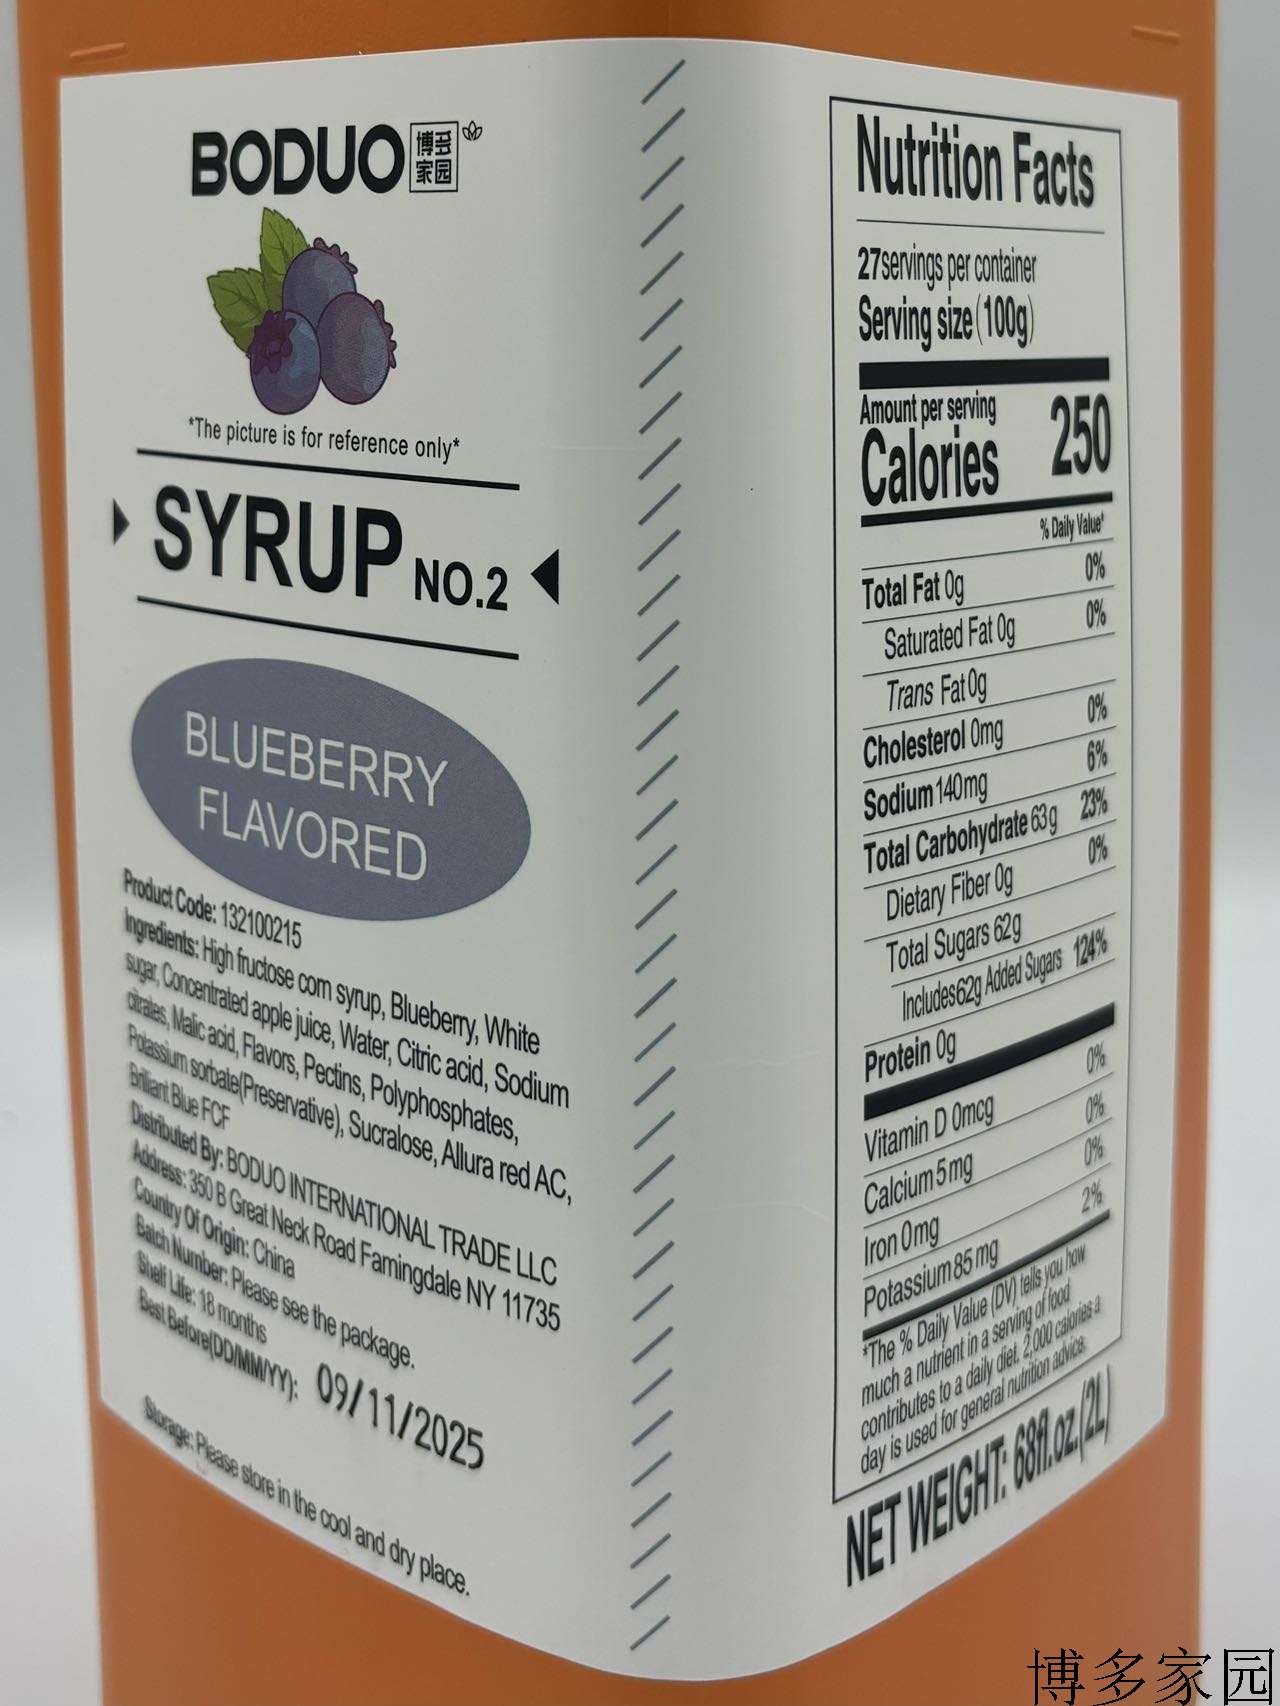 BODUO 博多家园
*The picture is for reference only*
SYRUP NO.2
BLUEBERRY
FLAVORED
Product Code: 132100215
Ingredients: High fructose corn syrup, Blueberry, White
sugar, Concentrated apple juice, Water, Citric acid, Sodium
citrates, Malic acid, Flavors, Pectins, Polyphosphates,
Potassium sorbate(Preservative), Sucralose, Allura red AC,
Briliant Blue FCF
Distributed By: BODUO INTERNATIONAL TRADE LLC
Address: 350 B Great Neck Road Famingdale NY 11735
Country Of Origin: China
Batch Number: Please see the package.
Shelf Life: 18 months
Best Before(DD/MM/YY): 09/11/2025
Storage: Please store in the cool and dry place.
Nutrition Facts
27servings per container
Serving size(100g)
Amount per serving
Calories 250
% Daily Value*
Total Fat 0g 0%
Saturated Fat 0g 0%
Trans Fat 0g
Cholesterol 0mg 0%
Sodium 140mg 6%
Total Carbohydrate 63g 23%
Dietary Fiber 0g 0%
Total Sugars 62g
Includes 62g Added Sugars 124%
Protein 0g
Vitamin D 0mcg 0%
Calcium 5mg 0%
Iron 0mg 0%
Potassium 85mg 2%
*The % Daily Value (DV) tells you how
much a nutrient in a serving of food
contributes to a daily diet. 2,000 calories a
day is used for general nutrition advice.
NET WEIGHT: 68fl.oz.(2L)
博多家园